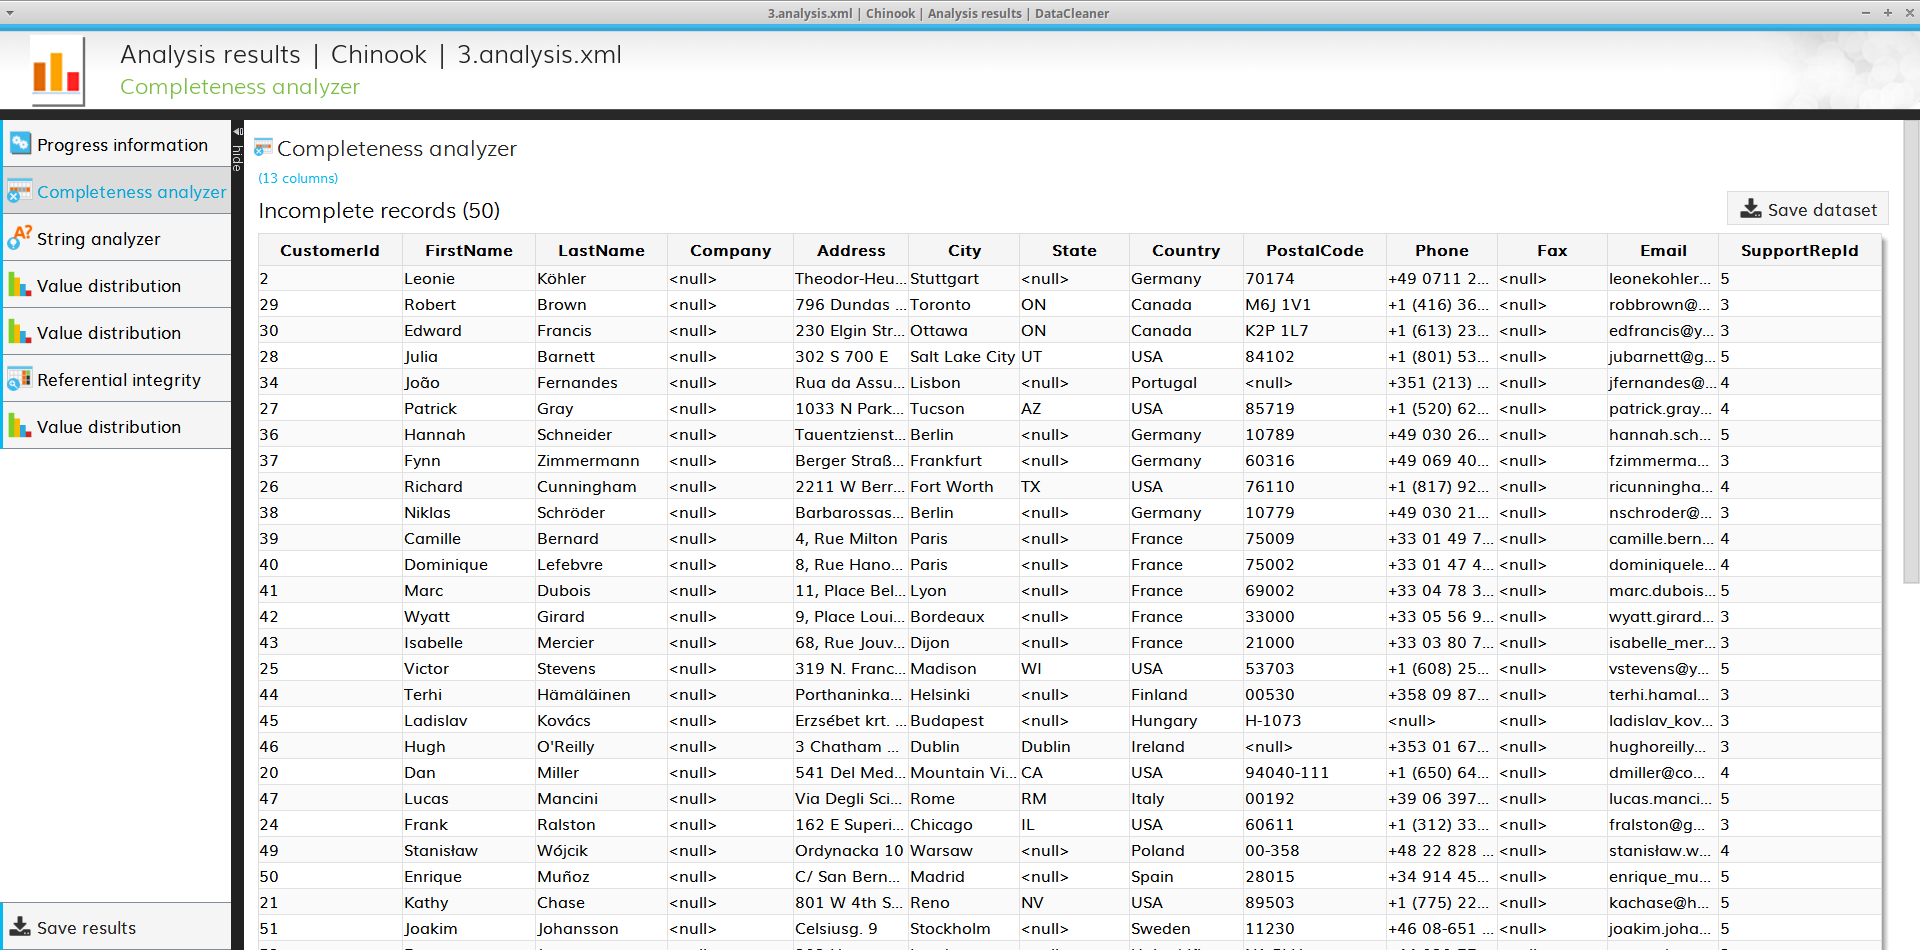 3.analysis.xml | Chinook | Analysis results | DataCleaner
Analysis results | Chinook | 3.analysis.xml
Completeness analyzer
Progress information
Completeness analyzer
String analyzer
Value distribution
Value distribution
Referential integrity
Value distribution
Save results
hide
Completeness analyzer
(13 columns)
Incomplete records (50)
Save dataset
CustomerId FirstName LastName Company Address City State Country PostalCode Phone Fax Email SupportRepId
2 Leonie Köhler <null> Theodor-Heu... Stuttgart <null> Germany 70174 +49 0711 2... <null> leonekohler... 5
29 Robert Brown <null> 796 Dundas ... Toronto ON Canada M6J 1V1 +1 (416) 36... <null> robbrown@... 3
30 Edward Francis <null> 230 Elgin Str... Ottawa ON Canada K2P 1L7 +1 (613) 23... <null> edfrancis@y... 3
28 Julia Barnett <null> 302 S 700 E Salt Lake City UT USA 84102 +1 (801) 53... <null> jubarnett@g... 5
34 João Fernandes <null> Rua da Assu... Lisbon <null> Portugal <null> +351 (213) ... <null> jfernandes@... 4
27 Patrick Gray <null> 1033 N Park... Tucson AZ USA 85719 +1 (520) 62... <null> patrick.gray... 4
36 Hannah Schneider <null> Tauentzienst... Berlin <null> Germany 10789 +49 030 26... <null> hannah.sch... 5
37 Fynn Zimmermann <null> Berger Straß... Frankfurt <null> Germany 60316 +49 069 40... <null> fzimmerma... 3
26 Richard Cunningham <null> 2211 W Berr... Fort Worth TX USA 76110 +1 (817) 92... <null> ricunningha... 4
38 Niklas Schröder <null> Barbarossas... Berlin <null> Germany 10779 +49 030 21... <null> nschroder@... 3
39 Camille Bernard <null> 4, Rue Milton Paris <null> France 75009 +33 01 49 7... <null> camille.bern... 4
40 Dominique Lefebvre <null> 8, Rue Hano... Paris <null> France 75002 +33 01 47 4... <null> dominiquele... 4
41 Marc Dubois <null> 11, Place Bel... Lyon <null> France 69002 +33 04 78 3... <null> marc.dubois... 5
42 Wyatt Girard <null> 9, Place Loui... Bordeaux <null> France 33000 +33 05 56 9... <null> wyatt.girard... 3
43 Isabelle Mercier <null> 68, Rue Jouv... Dijon <null> France 21000 +33 03 80 7... <null> isabelle_mer... 3
25 Victor Stevens <null> 319 N. Franc... Madison WI USA 53703 +1 (608) 25... <null> vstevens@y... 5
44 Terhi Hämäläinen <null> Porthaninka... Helsinki <null> Finland 00530 +358 09 87... <null> terhi.hamal... 3
45 Ladislav Kovács <null> Erzsébet krt. ... Budapest <null> Hungary H-1073 <null> <null> ladislav_kov... 3
46 Hugh O'Reilly <null> 3 Chatham ... Dublin Dublin Ireland <null> +353 01 67... <null> hughoreilly... 3
20 Dan Miller <null> 541 Del Med... Mountain Vi... CA USA 94040-111 +1 (650) 64... <null> dmiller@co... 4
47 Lucas Mancini <null> Via Degli Sci... Rome RM Italy 00192 +39 06 397... <null> lucas.manci... 5
24 Frank Ralston <null> 162 E Superi... Chicago IL USA 60611 +1 (312) 33... <null> fralston@g... 3
49 Stanisław Wójcik <null> Ordynacka 10 Warsaw <null> Poland 00-358 +48 22 828 ... <null> stanisław.w... 4
50 Enrique Muñoz <null> C/ San Bern... Madrid <null> Spain 28015 +34 914 45... <null> enrique_mu... 5
21 Kathy Chase <null> 801 W 4th S... Reno NV USA 89503 +1 (775) 22... <null> kachase@h... 5
51 Joakim Johansson <null> Celsiusg. 9 Stockholm <null> Sweden 11230 +46 08-651 ... <null> joakim.joha... 5